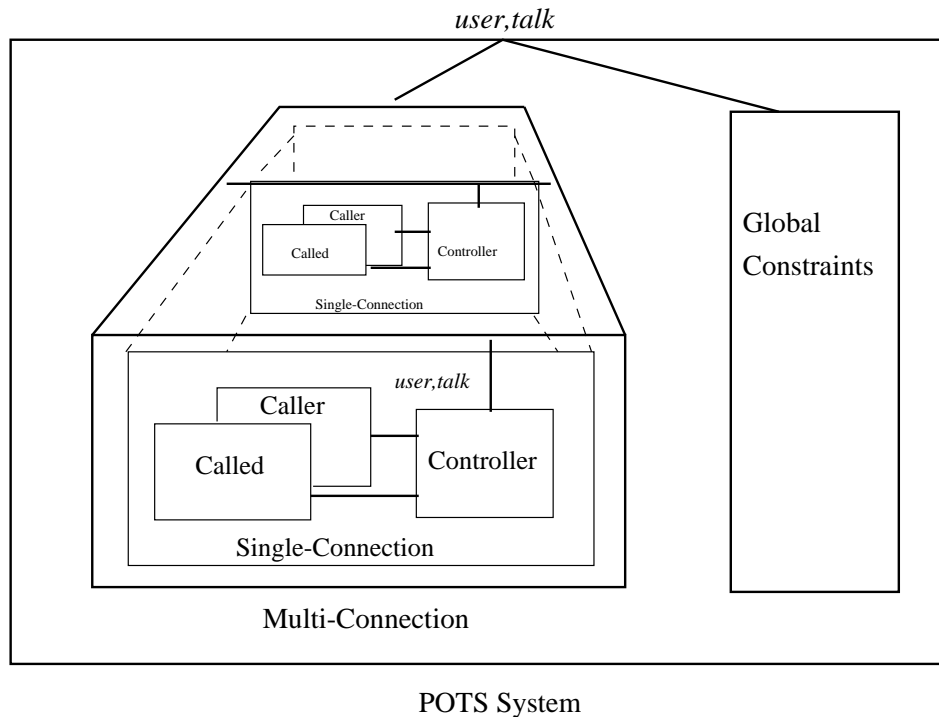 user,talk
Caller
Called
Controller
Single-Connection
Global
Constraints
user,talk
Caller
Called
Controller
Single-Connection
Multi-Connection
POTS System